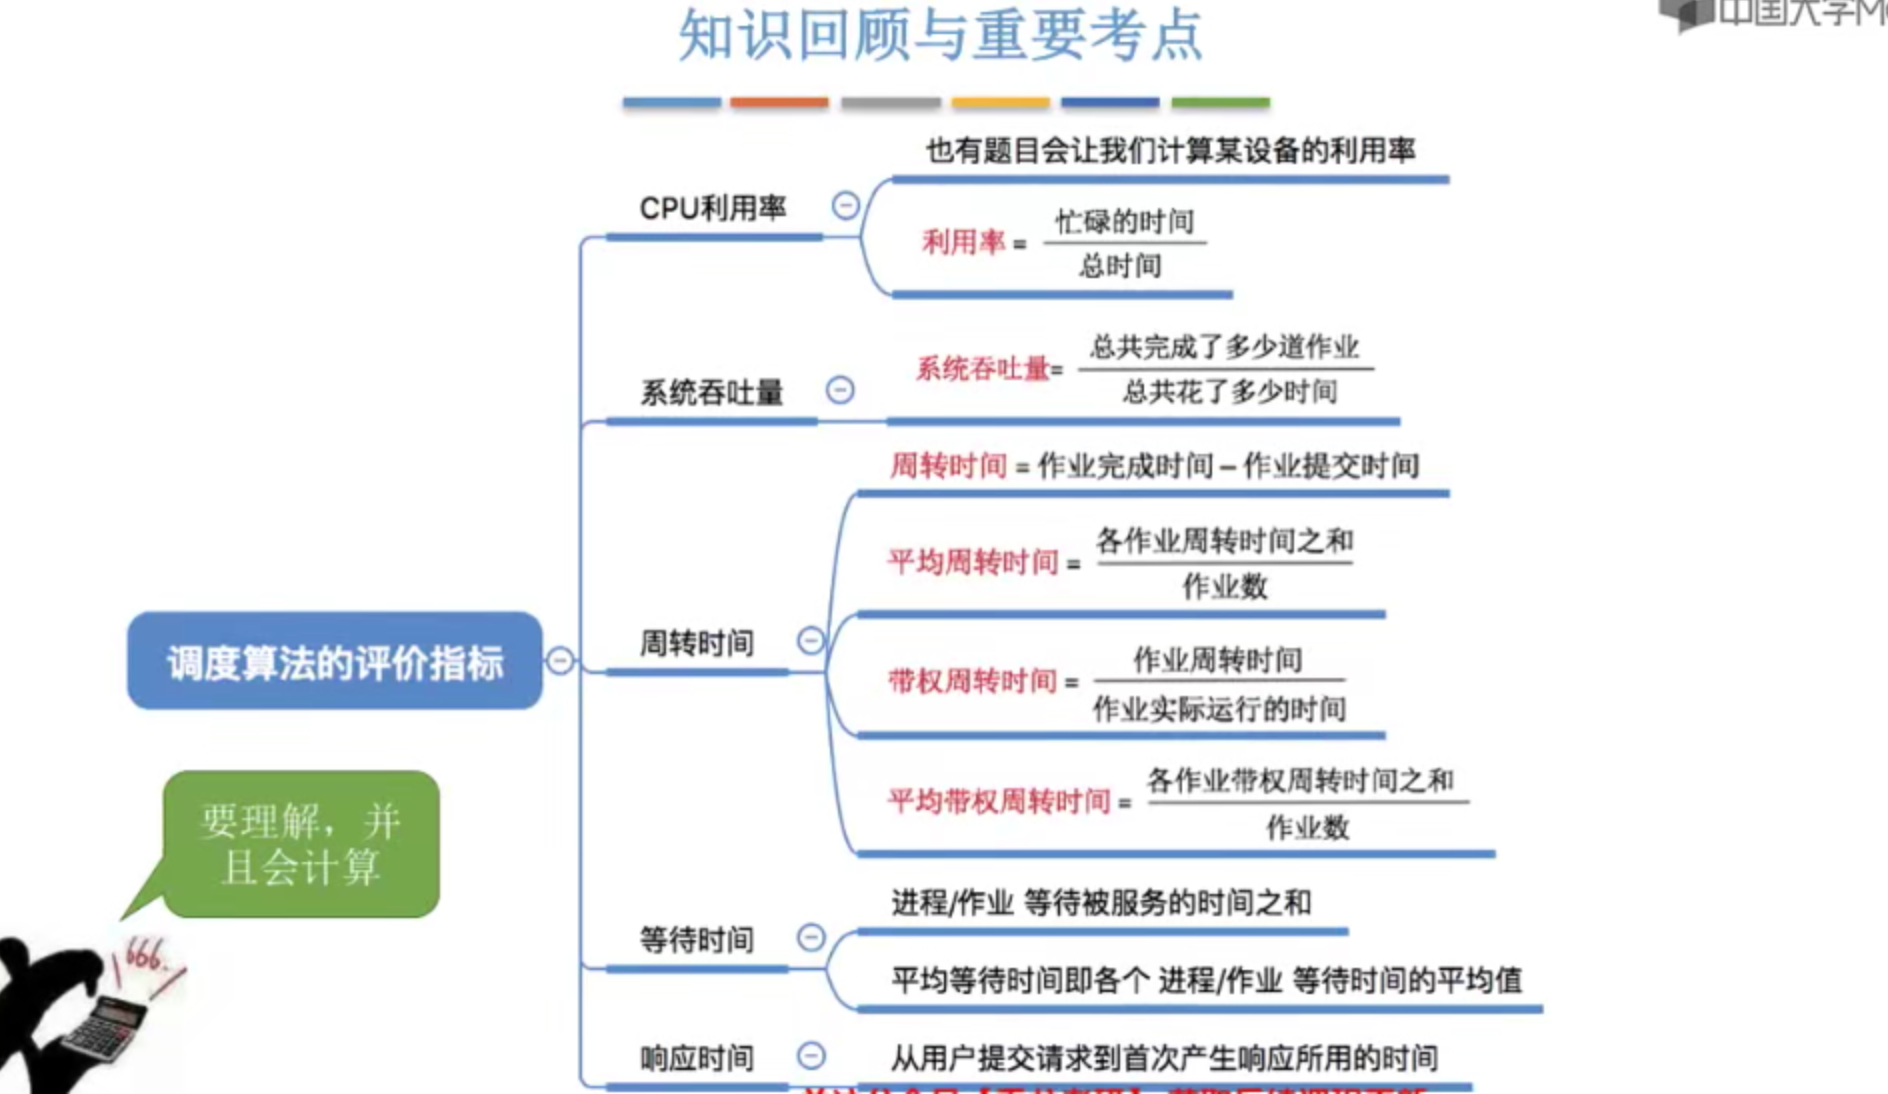 知识回顾与重要考点
中国大学M
也有题目会让我们计算某设备的利用率
CPU利用率
利用率 = 忙碌的时间
总时间
系统吞吐量
系统吞吐量= 总共完成了多少道作业
总共花了多少时间
周转时间 = 作业完成时间 – 作业提交时间
平均周转时间 = 各作业周转时间之和
作业数
周转时间
调度算法的评价指标
带权周转时间 = 作业周转时间
作业实际运行的时间
平均带权周转时间 = 各作业带权周转时间之和
作业数
要理解，并
且会计算
进程/作业 等待被服务的时间之和
等待时间
平均等待时间即各个 进程/作业 等待时间的平均值
666
响应时间
从用户提交请求到首次产生响应所用的时间